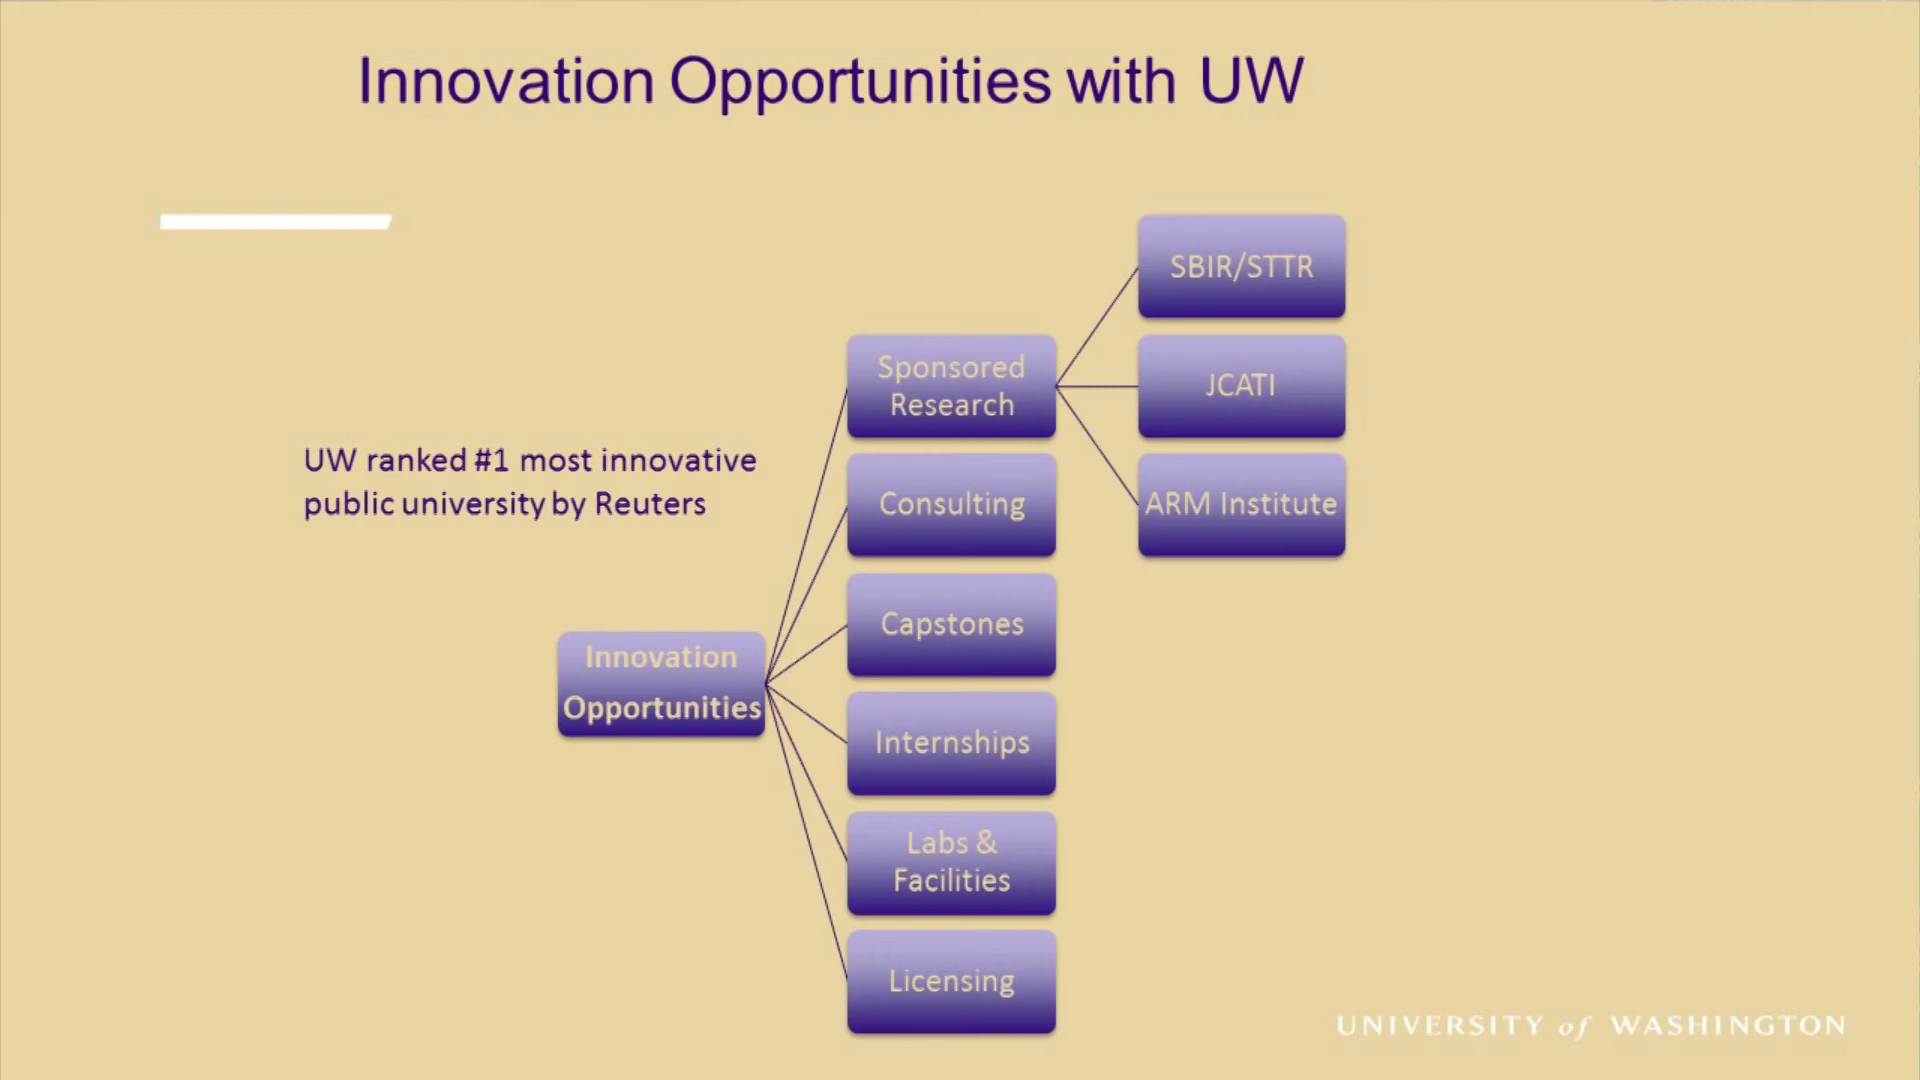 Innovation Opportunities with UW
SBIR/STTR
Sponsored
Research
JCATI
UW ranked #1 most innovative
public university by Reuters
Consulting
ARM Institute
Capstones
Innovation
Opportunities
Internships
Labs &
Facilities
Licensing
UNIVERSITY of WASHINGTON